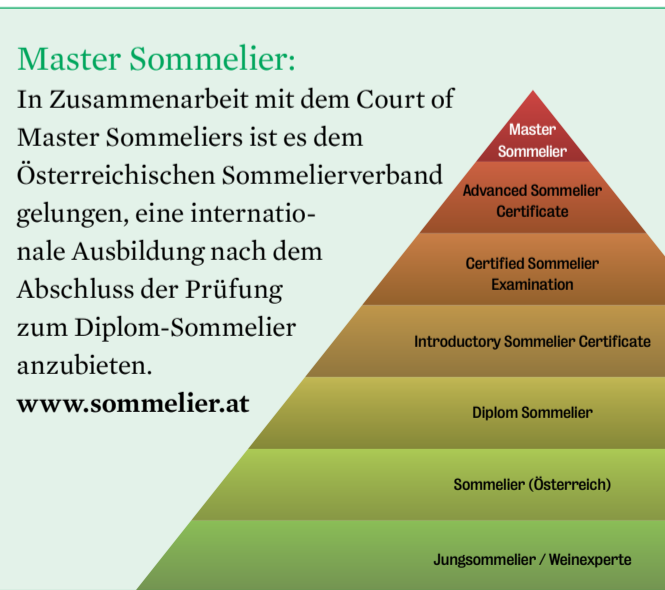 Master Sommelier:
In Zusammenarbeit mit dem Court of
Master Sommeliers ist es dem
Österreichischen Sommelierverband
gelungen, eine internatio-
nale Ausbildung nach dem
Abschluss der Prüfung
zum Diplom-Sommelier
anzubieten.
www.sommelier.at
Master
Sommelier
Advanced Sommelier
Certificate
Certified Sommelier
Examination
Introductory Sommelier Certificate
Diplom Sommelier
Sommelier (Österreich)
Jungsommelier / Weinexperte